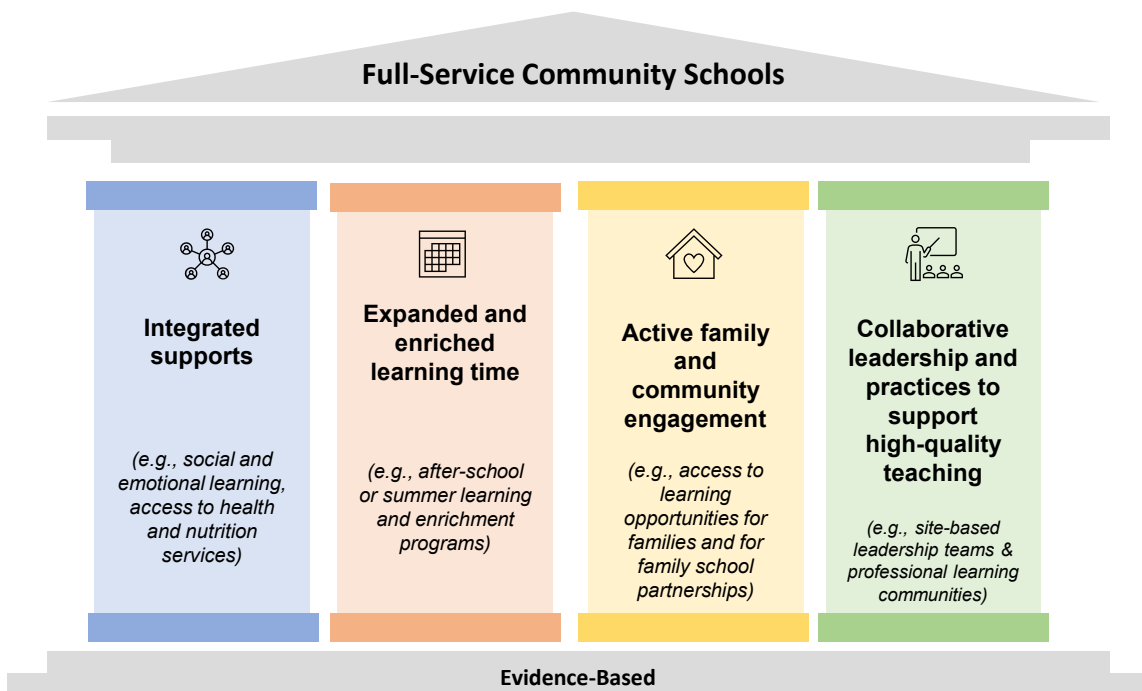 Full-Service Community Schools
Integrated
supports
(e.g., social and
emotional learning,
access to health
and nutrition
services)
Expanded and
enriched
learning time
(e.g., after-school
or summer learning
and enrichment
programs)
Active family
and
community
engagement
(e.g., access to
learning
opportunities for
families and for
family school
partnerships)
Collaborative
leadership and
practices to
support
high-quality
teaching
(e.g., site-based
leadership teams &
professional learning
communities)
Evidence-Based